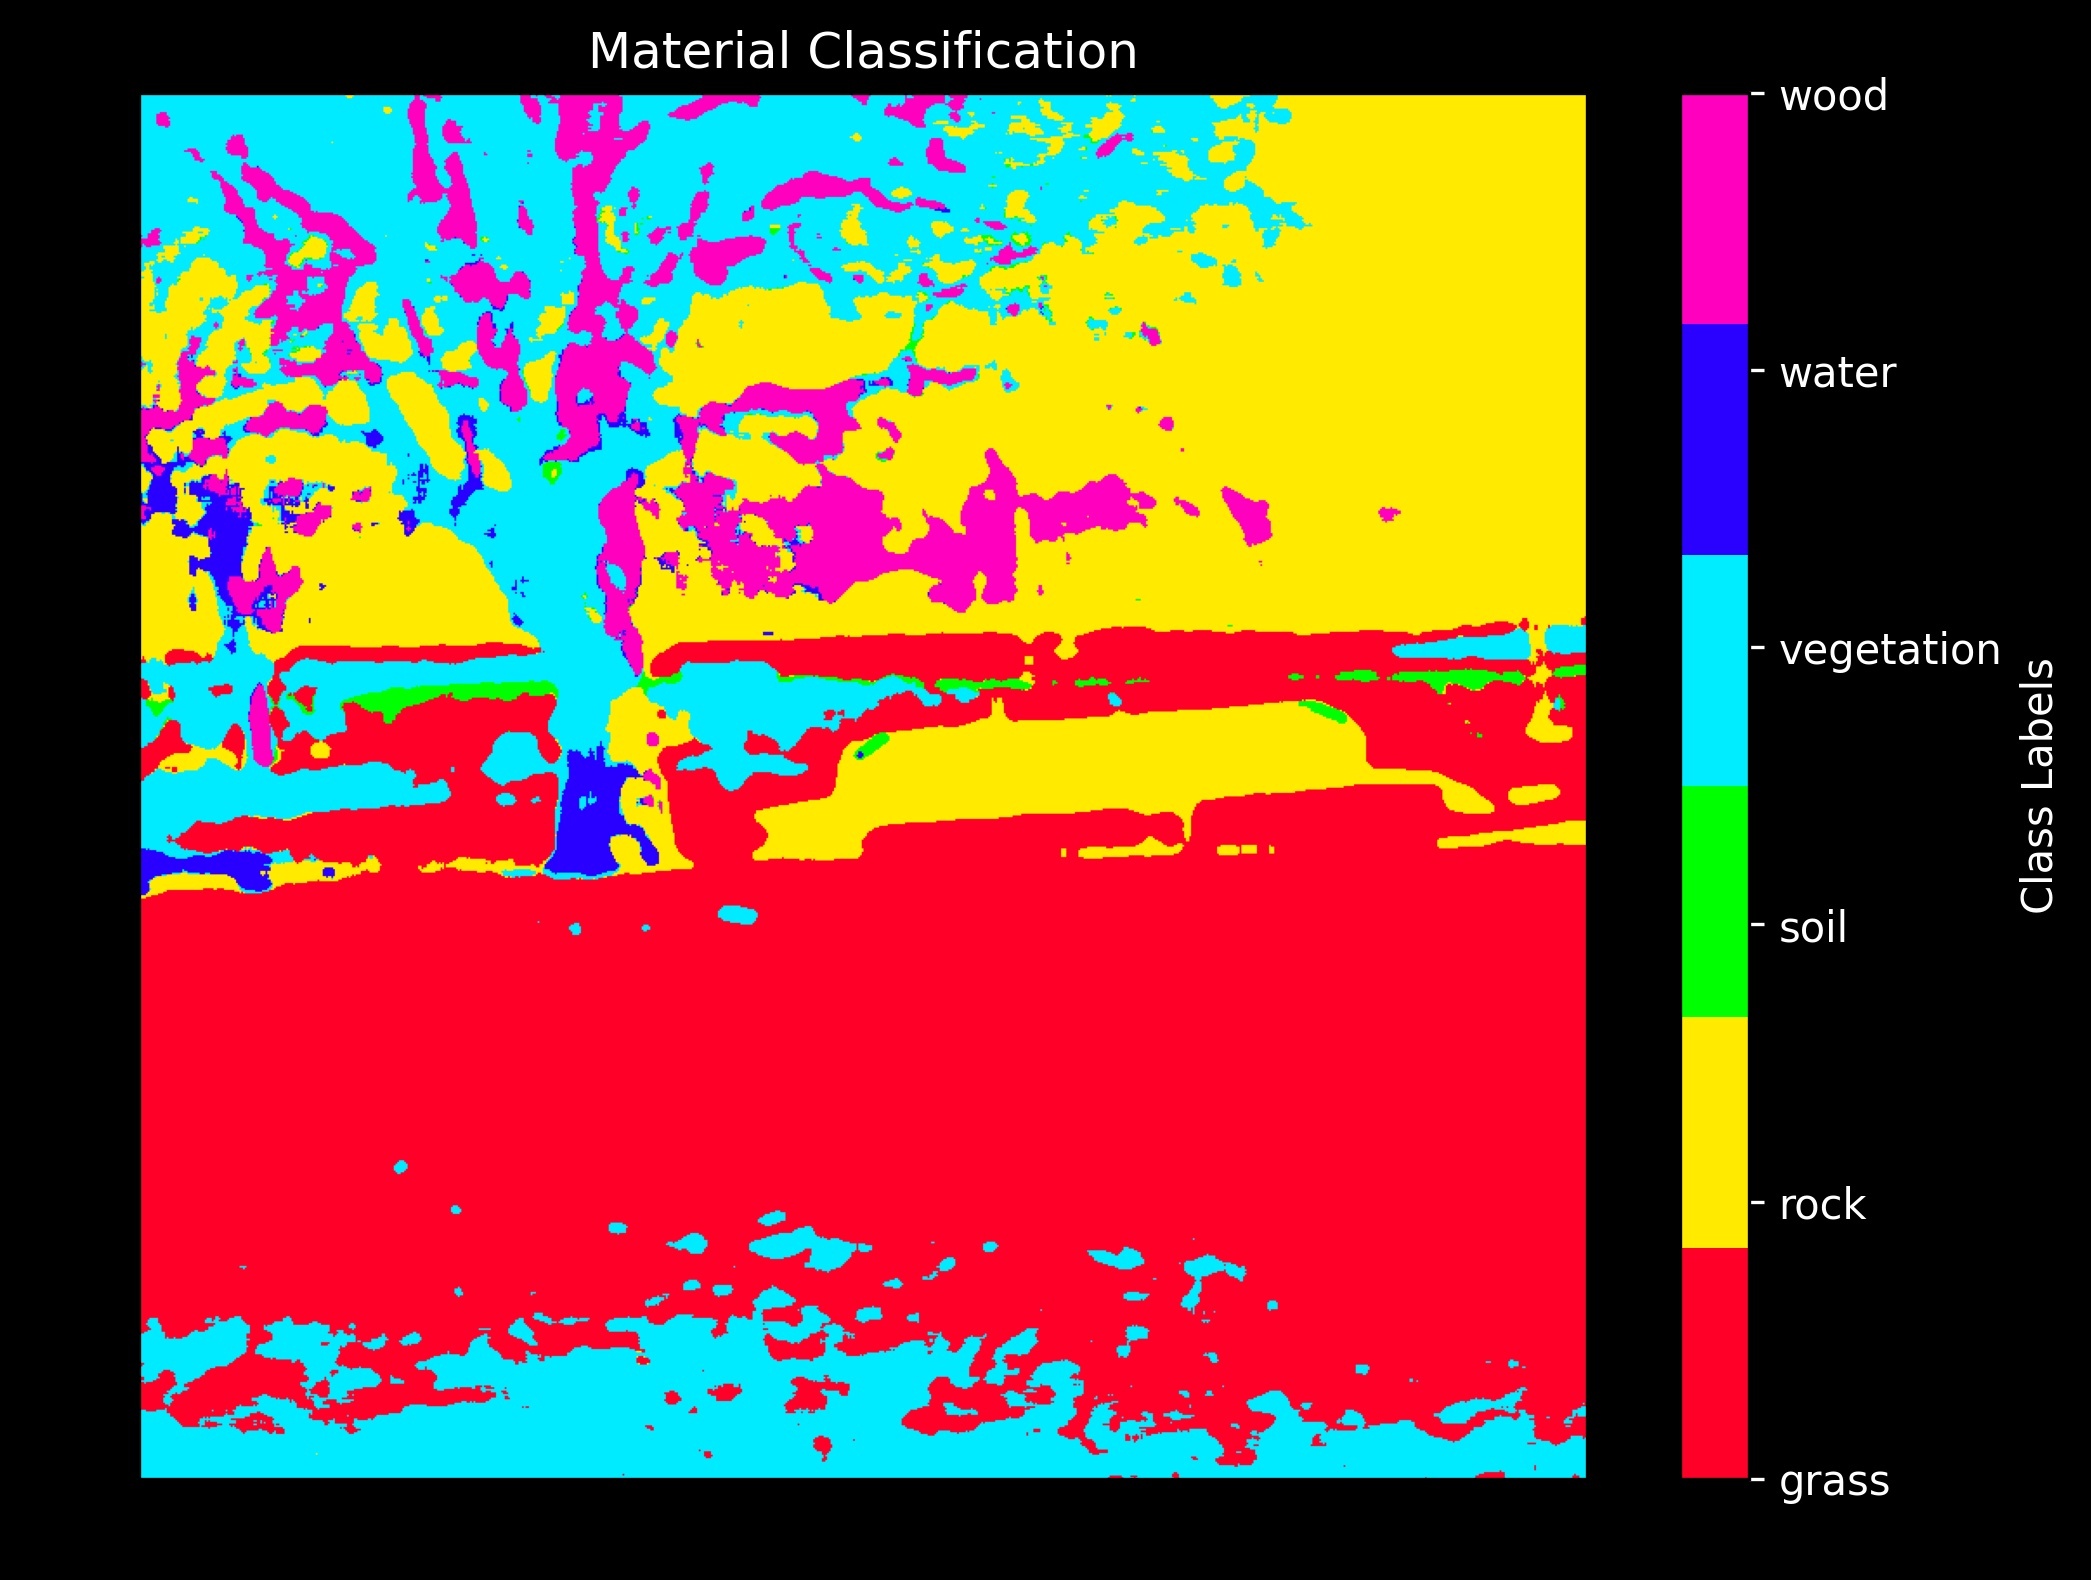 Material Classification
wood
water
vegetation
soil
rock
grass
Class Labels